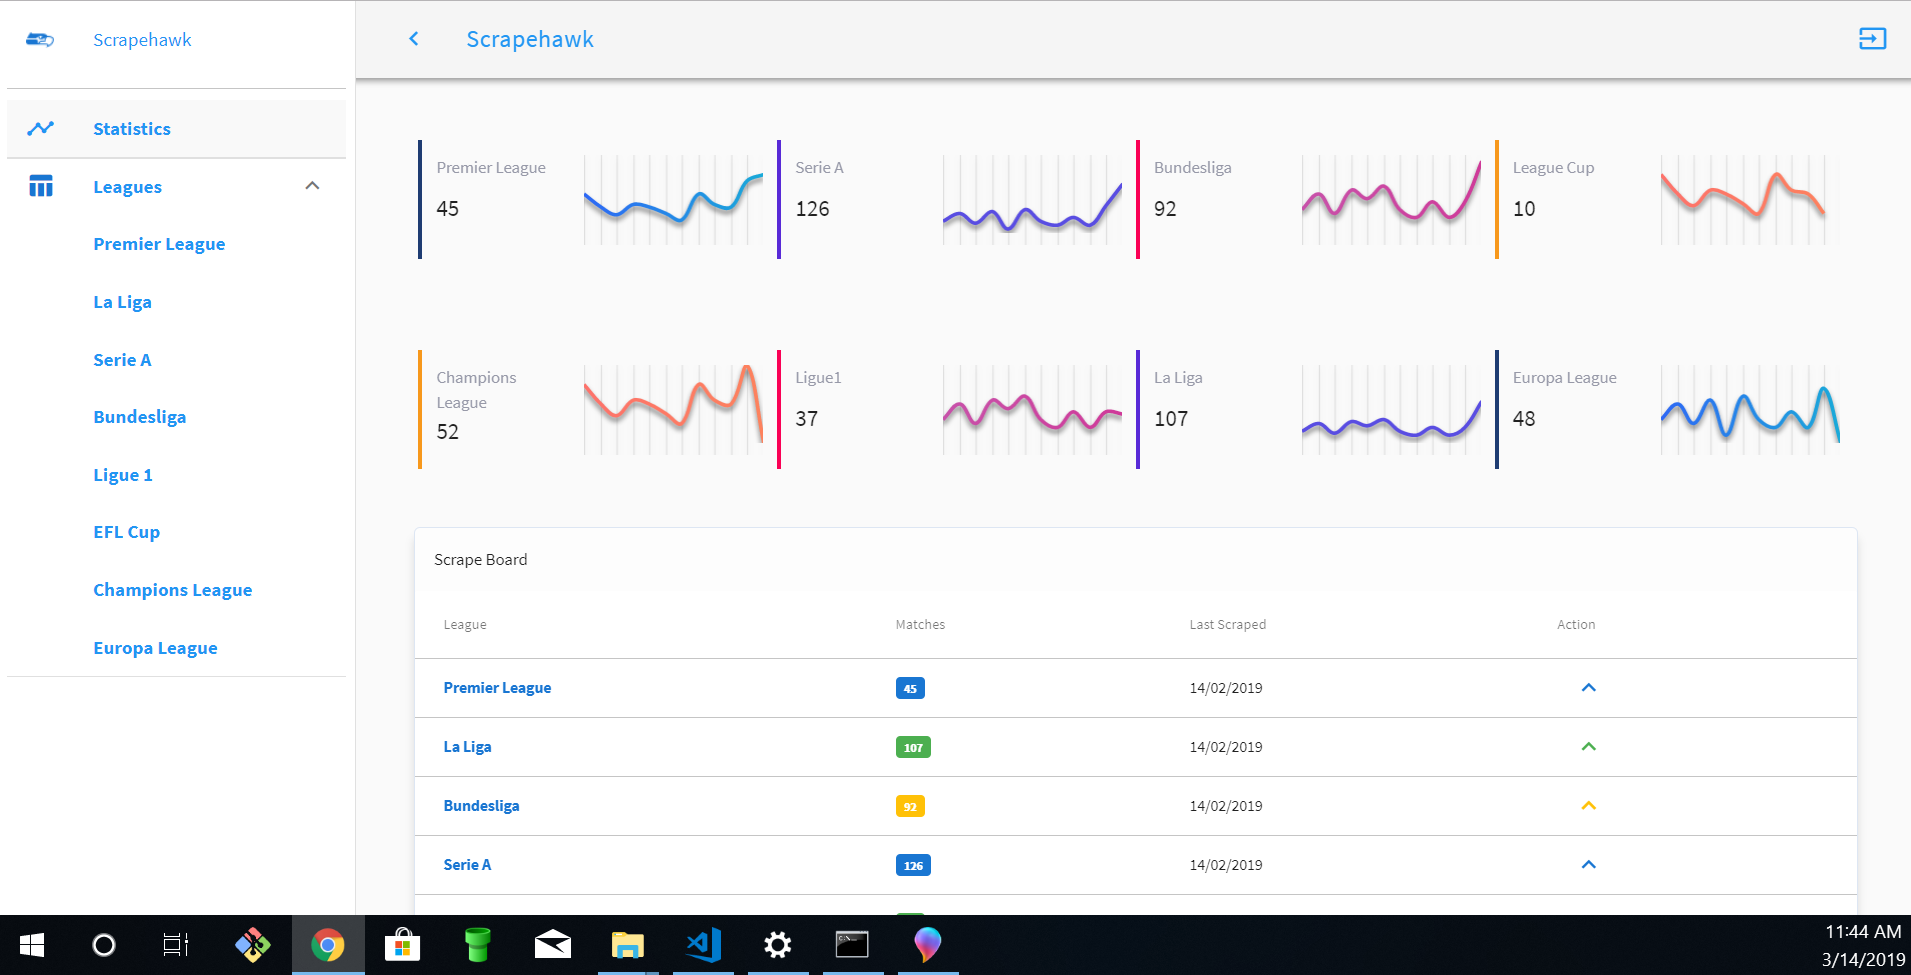 Scrapehawk
Scrapehawk
Statistics
Leagues
Premier League
La Liga
Serie A
Bundesliga
Ligue 1
EFL Cup
Champions League
Europa League
Premier League
45
Serie A
126
Bundesliga
92
League Cup
10
Champions
League
52
Ligue1
37
La Liga
107
Europa League
48
Scrape Board
League Matches Last Scraped Action
Premier League 45 14/02/2019
La Liga 107 14/02/2019
Bundesliga 92 14/02/2019
Serie A 126 14/02/2019
11:44 AM
3/14/2019